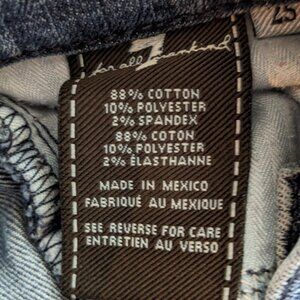 7
for all mankind
88% COTTON
10% POLYESTER
2% SPANDEX
88% COTON
10% POLYESTER
2% ÉLASTHANNE
MADE IN MEXICO
FABRIQUÉ AU MEXIQUE
SEE REVERSE FOR CARE
ENTRETIEN AU VERSO